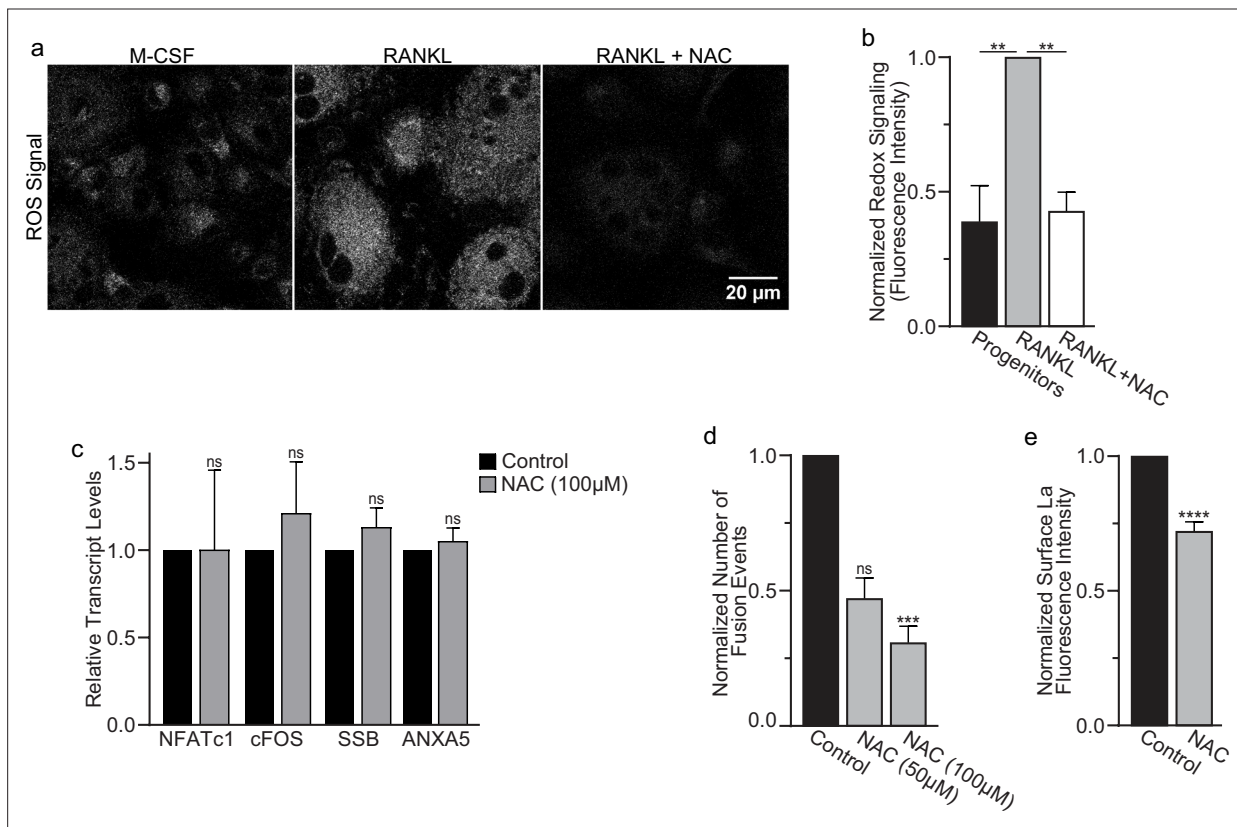 a
M-CSF
RANKL
RANKL + NAC
ROS Signal
20 µm
b
Normalized Redox Signaling
(Fluorescence Intensity)
1.0
0.5
0.0
**
**
Progenitors
RANKL
RANKL+NAC
c
Relative Transcript Levels
1.5
1.0
0.5
0.0
ns
ns
ns
ns
NFATc1
cFOS
SSB
ANXA5
Control
NAC (100µM)
d
Normalized Number of
Fusion Events
1.0
0.5
0.0
ns
***
Control
NAC (50µM)
NAC (100µM)
e
Normalized Surface La
Fluorescence Intensity
1.0
0.5
0.0
****
Control
NAC